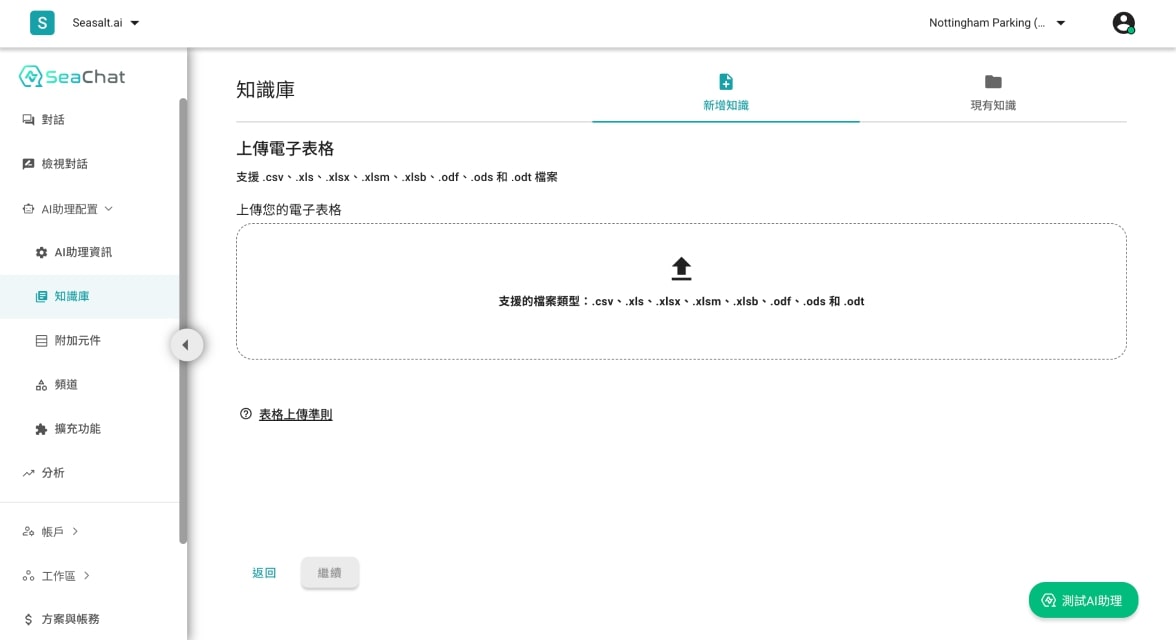 S
Seasalt.ai
Nottingham Parking (...
SeaChat
對話
檢視對話
AI助理配置
AI助理資訊
知識庫
附加元件
頻道
擴充功能
分析
帳戶
工作區
方案與帳務
知識庫
新增知識
現有知識
上傳電子表格
支援 .csv、.xls、.xlsx、.xlsm、.xlsb、.odf、.ods 和 .odt 檔案
上傳您的電子表格
支援的檔案類型：.csv、.xls、.xlsx、.xlsm、.xlsb、.odf、.ods 和 .odt
表格上傳準則
返回
繼續
測試AI助理